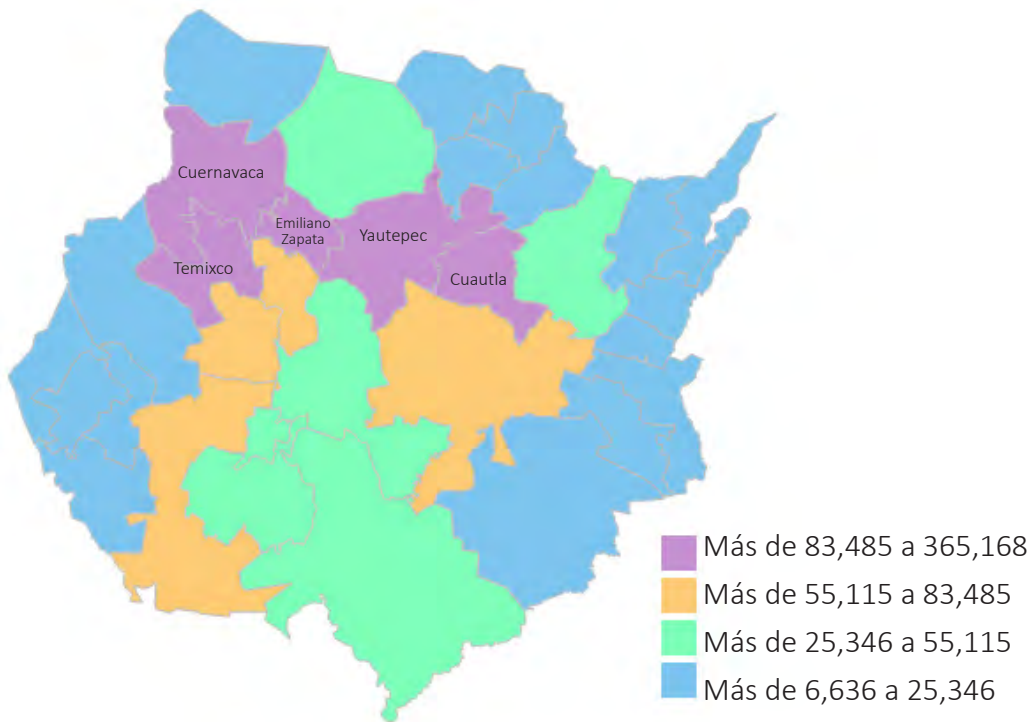 Cuernavaca
Emiliano
Zapata
Yautepec
Temixco
Cuautla
Más de 83,485 a 365,168
Más de 55,115 a 83,485
Más de 25,346 a 55,115
Más de 6,636 a 25,346